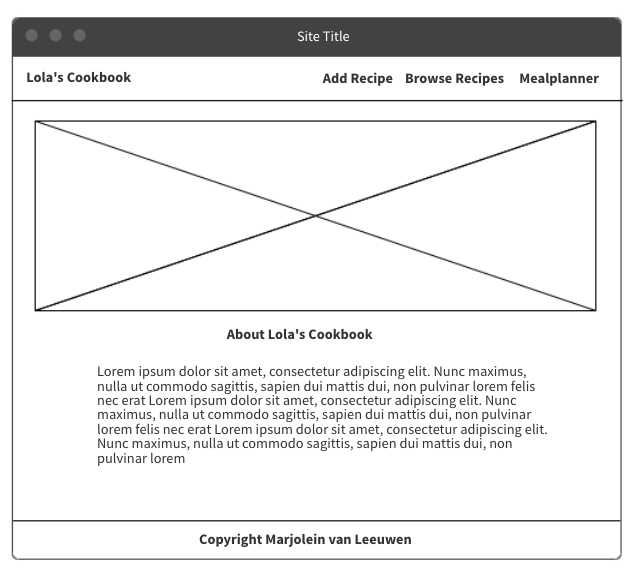 Site Title
Lola's Cookbook
Add Recipe Browse Recipes Mealplanner
About Lola's Cookbook
Lorem ipsum dolor sit amet, consectetur adipiscing elit. Nunc maximus,
nulla ut commodo sagittis, sapien dui mattis dui, non pulvinar lorem felis
nec erat Lorem ipsum dolor sit amet, consectetur adipiscing elit. Nunc
maximus, nulla ut commodo sagittis, sapien dui mattis dui, non pulvinar
lorem felis nec erat Lorem ipsum dolor sit amet, consectetur adipiscing elit.
Nunc maximus, nulla ut commodo sagittis, sapien dui mattis dui, non
pulvinar lorem
Copyright Marjolein van Leeuwen